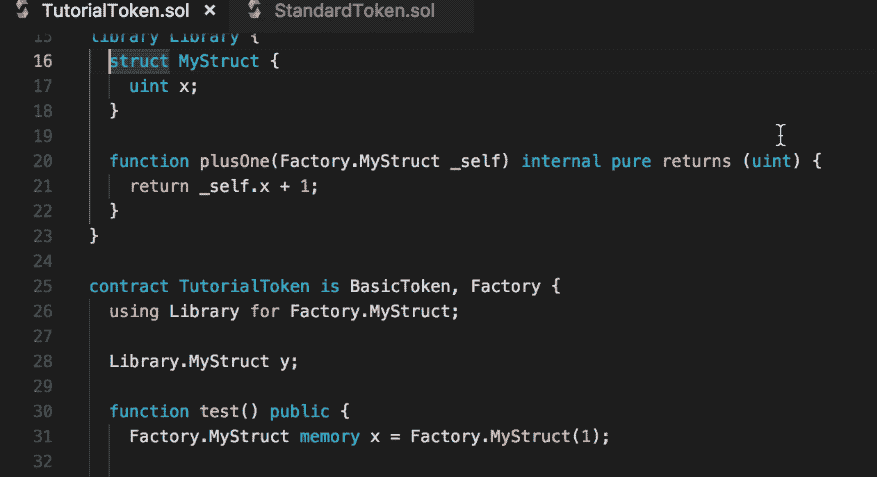 TutorialToken.sol × StandardToken.sol
15 library Library {
16 struct MyStruct {
17 uint x;
18 }
19
20 function plusOne(Factory.MyStruct _self) internal pure returns (uint) {
21 return _self.x + 1;
22 }
23 }
24
25 contract TutorialToken is BasicToken, Factory {
26 using Library for Factory.MyStruct;
27
28 Library.MyStruct y;
29
30 function test() public {
31 Factory.MyStruct memory x = Factory.MyStruct(1);
32